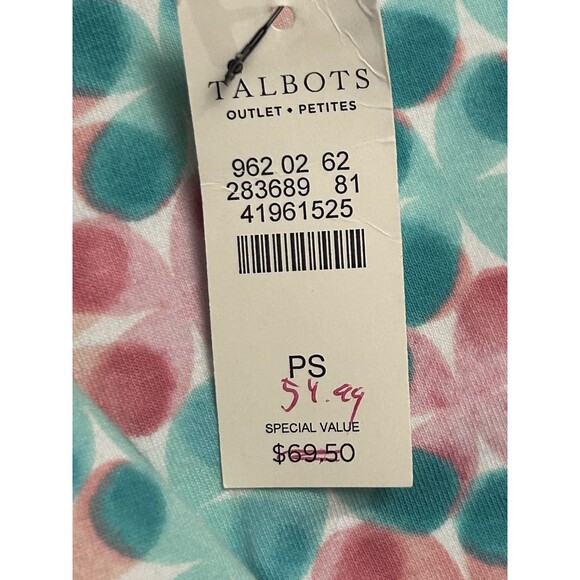 TALBOTS
OUTLET • PETITES
962 02 62
283689 81
41961525
PS
54.99
SPECIAL VALUE
$69.50